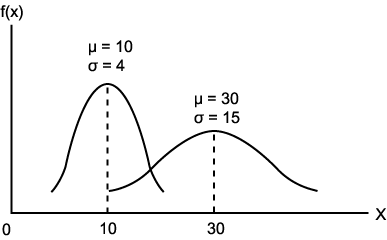 f(x)
μ = 10
σ = 4
μ = 30
σ = 15
0
10
30
X